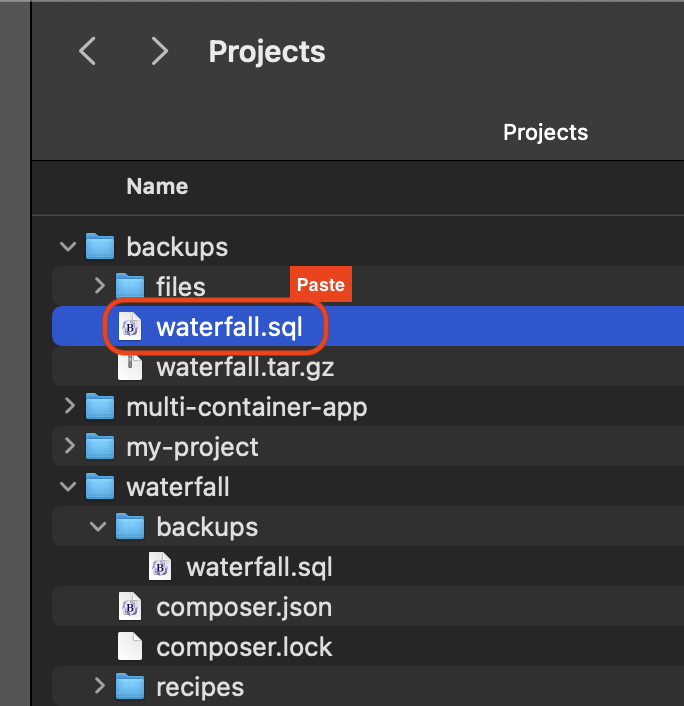 Projects
Projects
Name
backups
files
Paste
waterfall.sql
waterfall.tar.gz
multi-container-app
my-project
waterfall
backups
waterfall.sql
composer.json
composer.lock
recipes